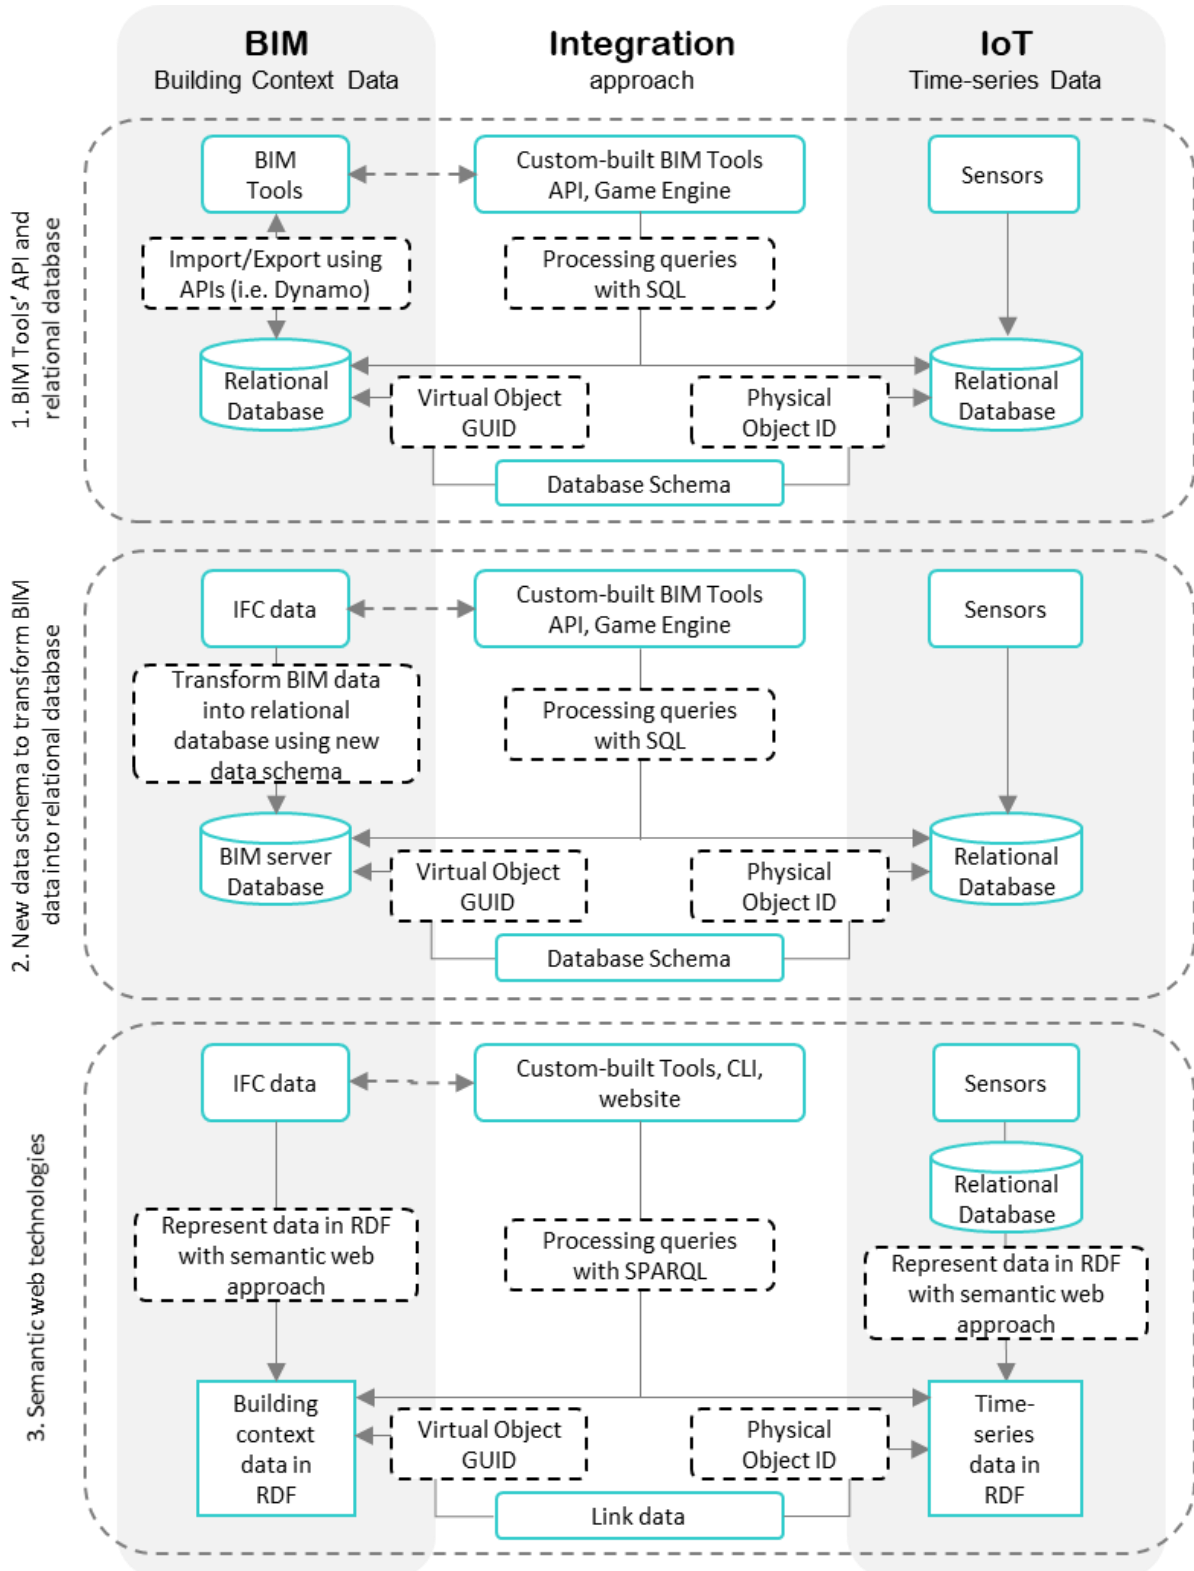 BIM
Building Context Data
Integration
approach
IoT
Time-series Data
1. BIM Tools' API and
relational database
BIM
Tools
Custom-built BIM Tools
API, Game Engine
Sensors
Import/Export using
APIs (i.e. Dynamo)
Processing queries
with SQL
Relational
Database
Virtual Object
GUID
Physical
Object ID
Relational
Database
Database Schema
2. New data schema to transform BIM
data into relational database
IFC data
Custom-built BIM Tools
API, Game Engine
Sensors
Transform BIM data
into relational
database using new
data schema
Processing queries
with SQL
BIM server
Database
Virtual Object
GUID
Physical
Object ID
Relational
Database
Database Schema
3. Semantic web technologies
IFC data
Custom-built Tools, CLI,
website
Sensors
Relational
Database
Represent data in RDF
with semantic web
approach
Processing queries
with SPARQL
Represent data in RDF
with semantic web
approach
Building
context
data in
RDF
Virtual Object
GUID
Physical
Object ID
Time-
series
data in
RDF
Link data